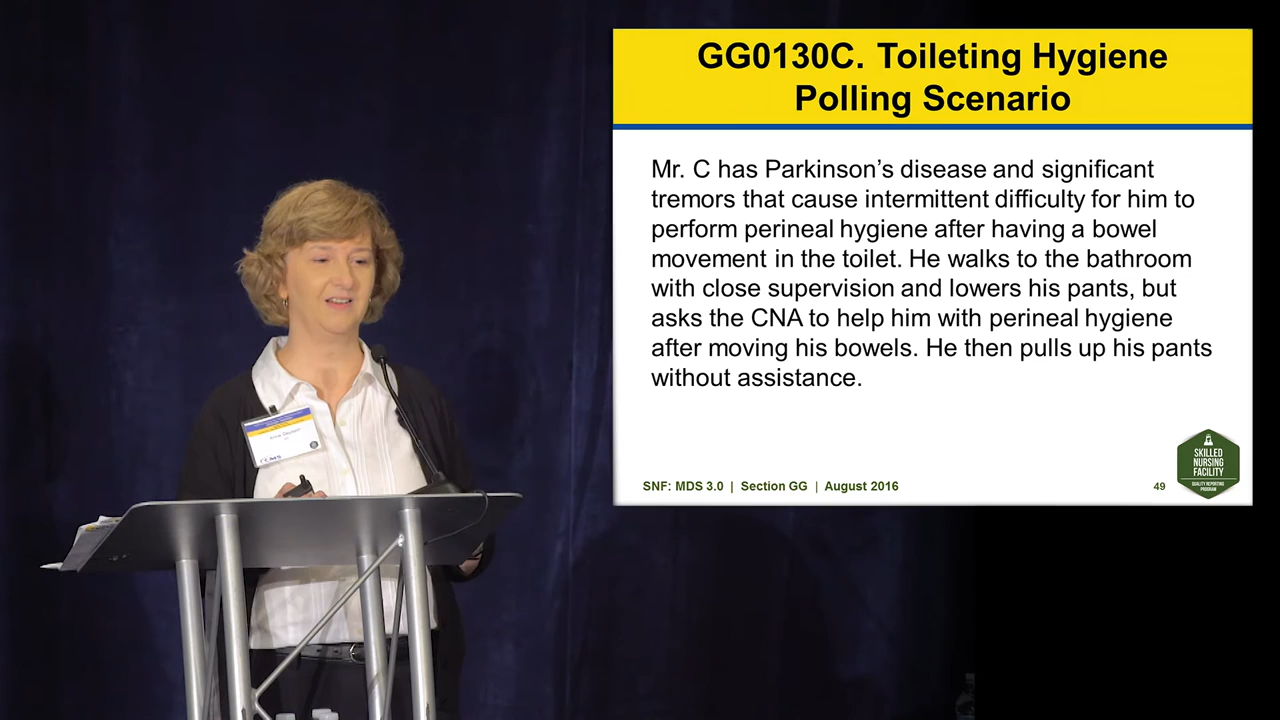 GG0130C. Toileting Hygiene
Polling Scenario
Mr. C has Parkinson’s disease and significant
tremors that cause intermittent difficulty for him to
perform perineal hygiene after having a bowel
movement in the toilet. He walks to the bathroom
with close supervision and lowers his pants, but
asks the CNA to help him with perineal hygiene
after moving his bowels. He then pulls up his pants
without assistance.
SNF: MDS 3.0 | Section GG | August 2016
49
SKILLED
NURSING
FACILITY
QUALITY REPORTING
PROGRAM
CMS